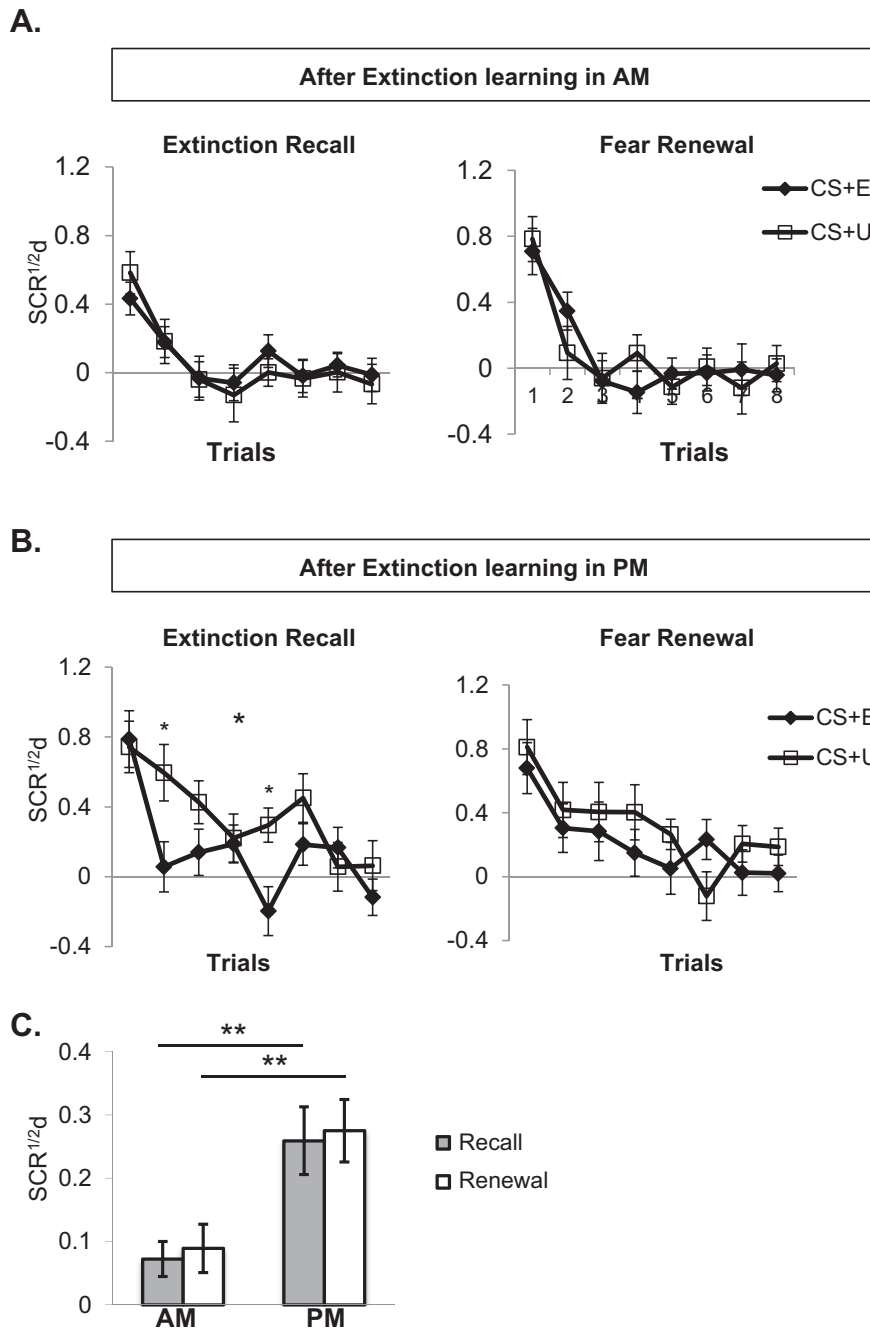 A.
After Extinction learning in AM
Extinction Recall
Fear Renewal
1.2
0.8
0.4
0
-0.4
SCR1/2d
Trials
1.2
0.8
0.4
0
-0.4
1 2 3 4 5 6 7 8
Trials
CS+E
CS+U
B.
After Extinction learning in PM
Extinction Recall
Fear Renewal
1.2
0.8
0.4
0
-0.4
SCR1/2d
* * *
Trials
1.2
0.8
0.4
0
-0.4
Trials
CS+E
CS+U
C.
** **
0.4
0.3
0.2
0.1
0
SCR1/2d
AM PM
Recall
Renewal